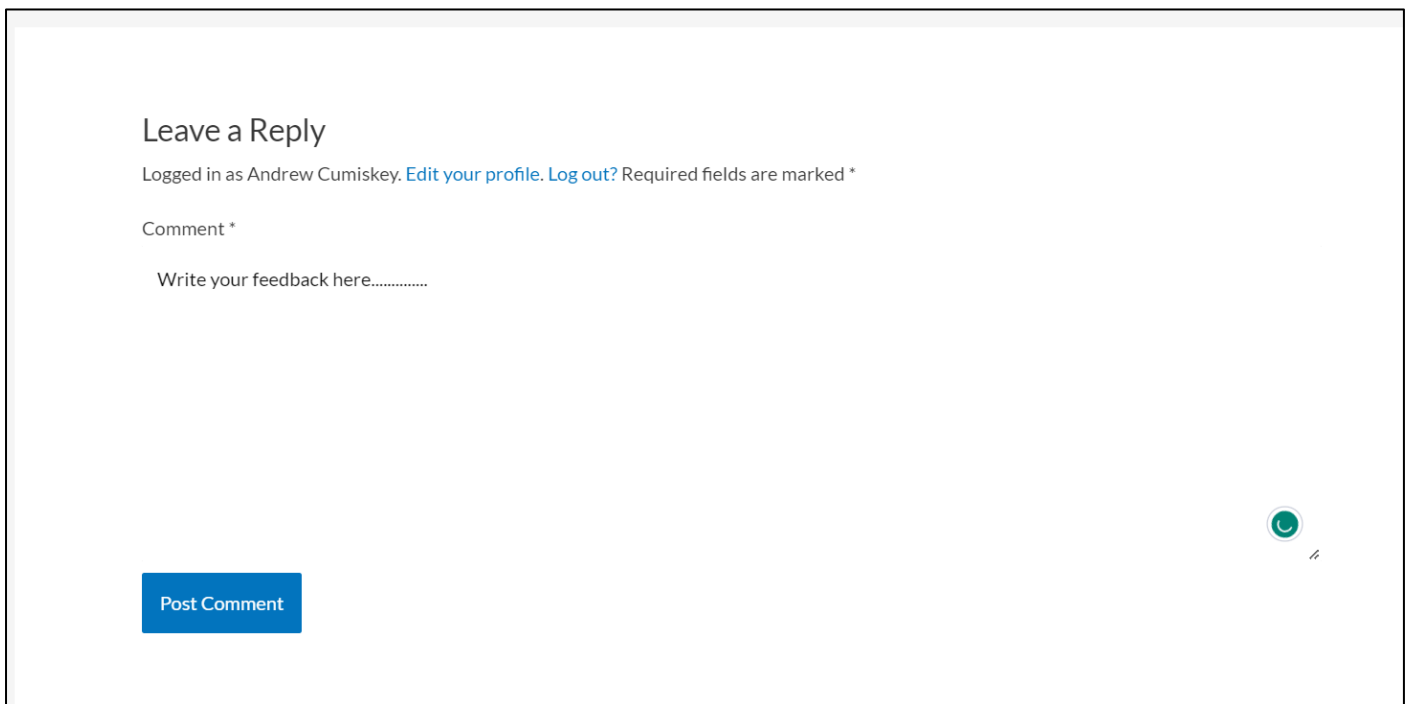 Leave a Reply
Logged in as Andrew Cumiskey. Edit your profile. Log out? Required fields are marked *
Comment *
Write your feedback here..............
Post Comment